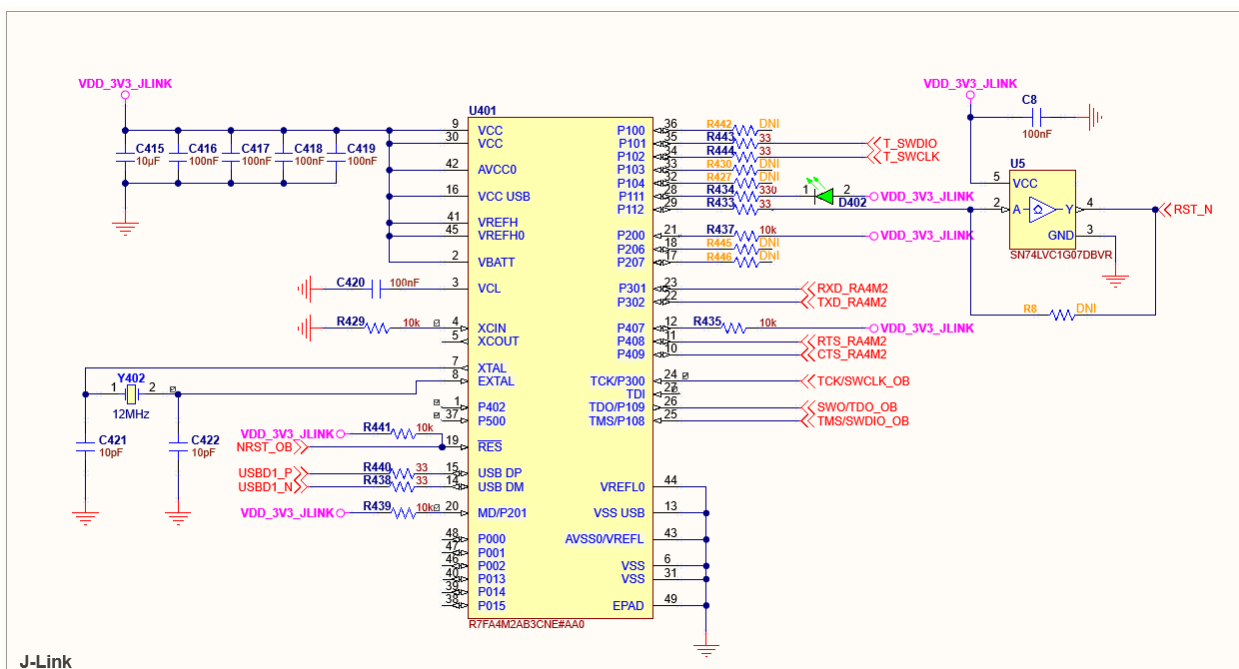 VDD_3V3_JLINK
C415
10µF
C416
100nF
C417
100nF
C418
100nF
C419
100nF
U401
9 VCC
30 VCC
42 AVCC0
16 VCC USB
41 VREFH
45 VREFH0
2 VBATT
C420 100nF 3 VCL
R429 10k 4 XCIN
5 XCOUT
7 XTAL
8 EXTAL
Y402
1 2
12MHz
C421
10pF
C422
10pF
1 P402
37 P500
VDD_3V3_JLINK R441 10k
NRST_OB 19 RES
USBD1_P R440 33 15 USB DP
USBD1_N R438 33 14 USB DM
VDD_3V3_JLINK R439 10k 20 MD/P201
48 P000
47 P001
46 P002
40 P013
39 P014
38 P015
P100 36 R442 DNI
P101 35 R443 33 T_SWDIO
P102 34 R444 33 T_SWCLK
P103 33 R430 DNI
P104 32 R427 DNI
P111 28 R434 330 1 2 VDD_3V3_JLINK
D402
P112 29 R433 33
P200 21 R437 10k VDD_3V3_JLINK
P206 18 R445 DNI
P207 17 R446 DNI
P301 23 RXD_RA4M2
P302 22 TXD_RA4M2
P407 12 R435 10k VDD_3V3_JLINK
P408 11 RTS_RA4M2
P409 10 CTS_RA4M2
TCK/P300 24 TCK/SWCLK_OB
TDI 27
TDO/P109 26 SWO/TDO_OB
TMS/P108 25 TMS/SWDIO_OB
VREFL0 44
VSS USB 13
AVSS0/VREFL 43
VSS 6
VSS 31
EPAD 49
R7FA4M2AB3CNE#AA0
VDD_3V3_JLINK
C8
100nF
U5
5 VCC
2 A Y 4 RST_N
GND 3
SN74LVC1G07DBVR
R8 DNI
J-Link